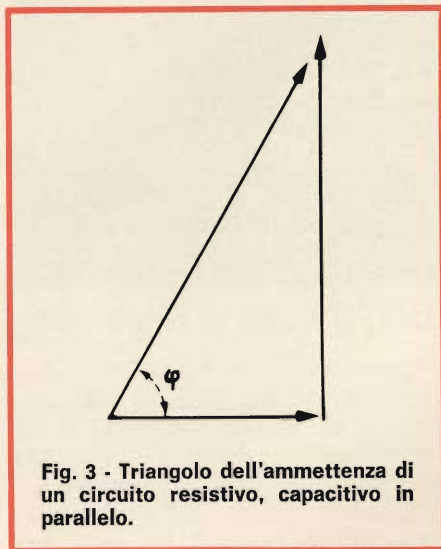 φ
Fig. 3 - Triangolo dell'ammettenza di
un circuito resistivo, capacitivo in
parallelo.